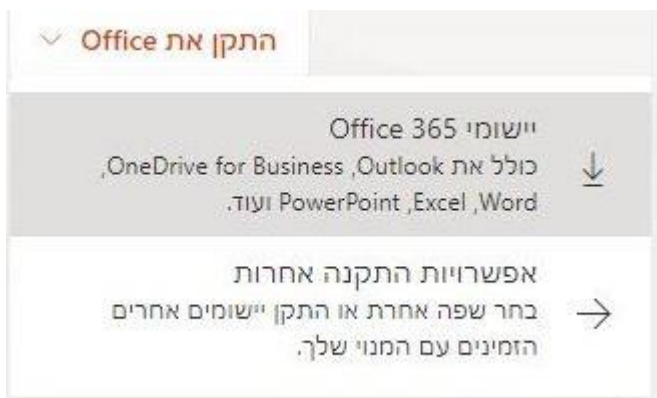 התקן את Office
יישומי Office 365
כולל את OneDrive for Business ,Outlook,
PowerPoint ,Excel ,Word ועוד.
אפשרויות התקנה אחרות
בחר שפה אחרת או התקן יישומים אחרים
הזמינים עם המנוי שלך.